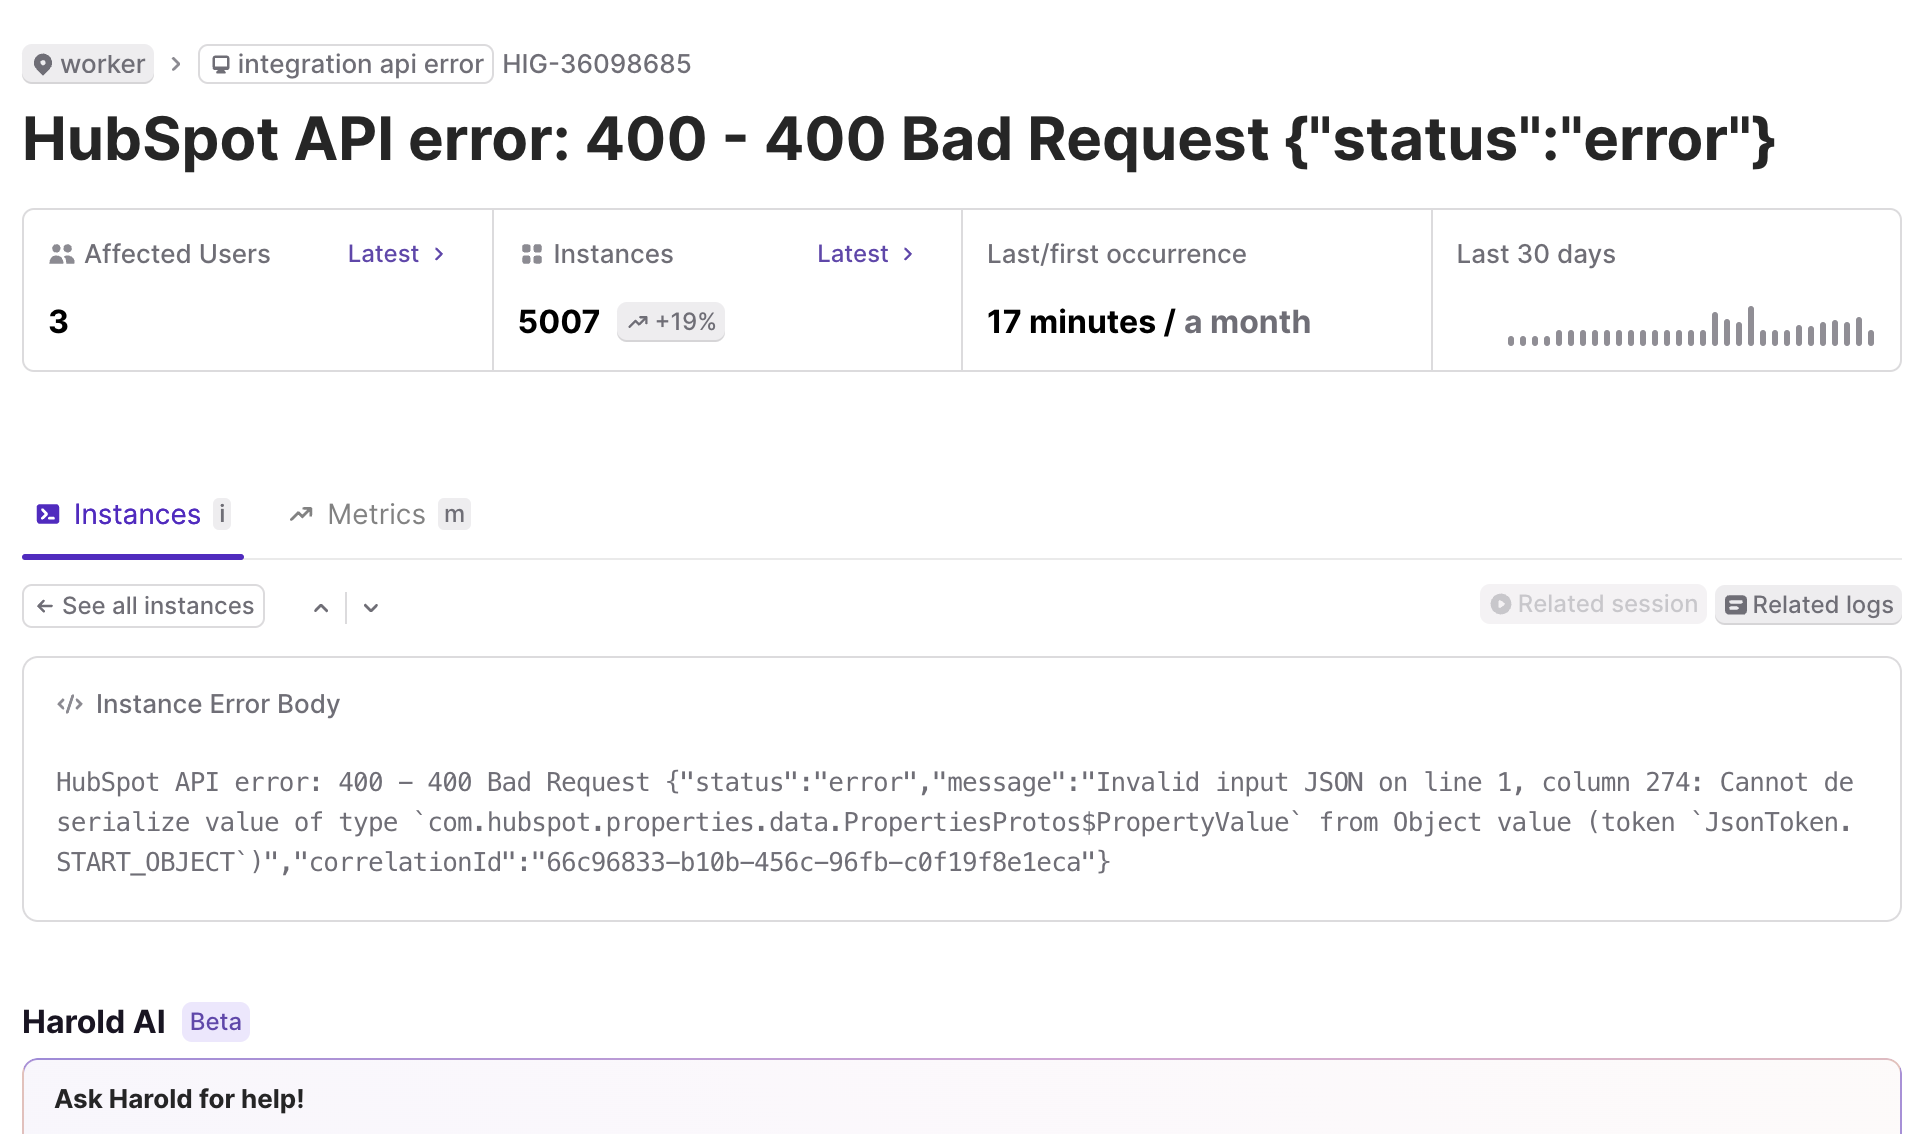 worker > integration api error HIG-36098685
HubSpot API error: 400 - 400 Bad Request {"status":"error"}
Affected Users Latest >
3
Instances Latest >
5007 +19%
Last/first occurrence
17 minutes / a month
Last 30 days
Instances i Metrics m
← See all instances Related session Related logs
</> Instance Error Body
HubSpot API error: 400 – 400 Bad Request {"status":"error","message":"Invalid input JSON on line 1, column 274: Cannot de
serialize value of type `com.hubspot.properties.data.PropertiesProtos$PropertyValue` from Object value (token `JsonToken.
START_OBJECT`)","correlationId":"66c96833–b10b–456c–96fb–c0f19f8e1eca"}
Harold AI Beta
Ask Harold for help!